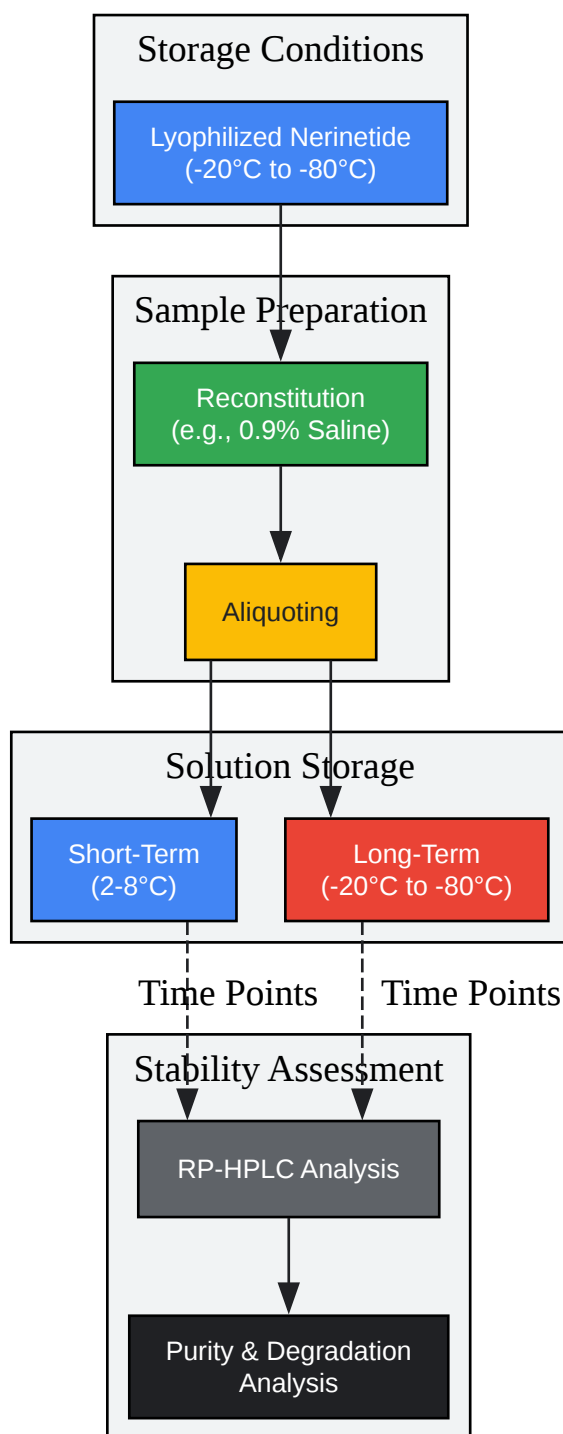 Storage Conditions
Lyophilized Nerinetide
(-20°C to -80°C)
Sample Preparation
Reconstitution
(e.g., 0.9% Saline)
Aliquoting
Solution Storage
Short-Term
(2-8°C)
Long-Term
(-20°C to -80°C)
Time Points
Time Points
Stability Assessment
RP-HPLC Analysis
Purity & Degradation
Analysis